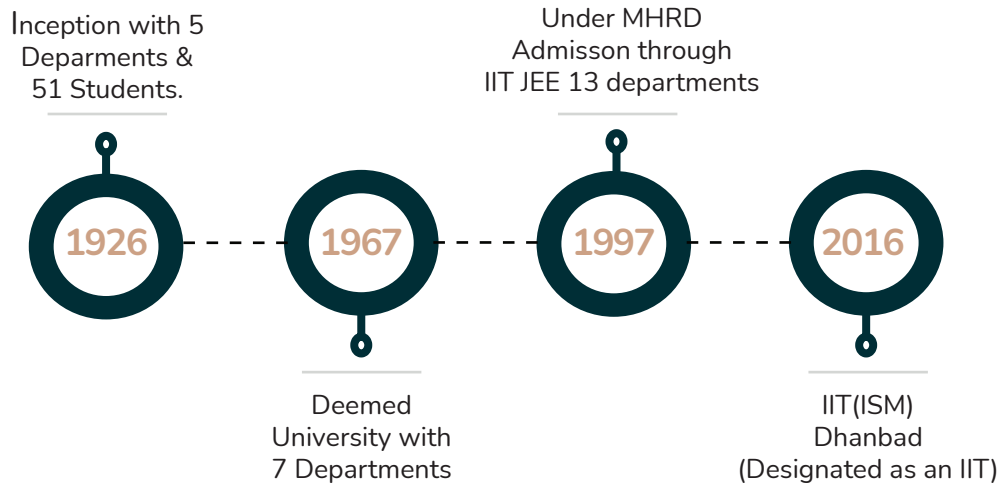 Inception with 5
Deparments &
51 Students.
1926
1967
Deemed
University with
7 Departments
Under MHRD
Admisson through
IIT JEE 13 departments
1997
2016
IIT(ISM)
Dhanbad
(Designated as an IIT)